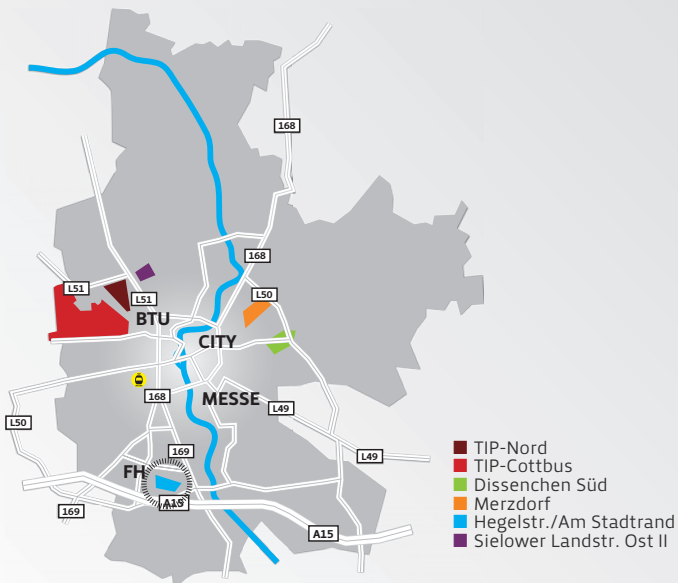 168
168
L51
L50
L51
BTU
CITY
168
MESSE
L49
L50
169
L49
FH
A15
169
A15
TIP-Nord
TIP-Cottbus
Dissenchen Süd
Merzdorf
Hegelstr./Am Stadtrand
Sielower Landstr. Ost II